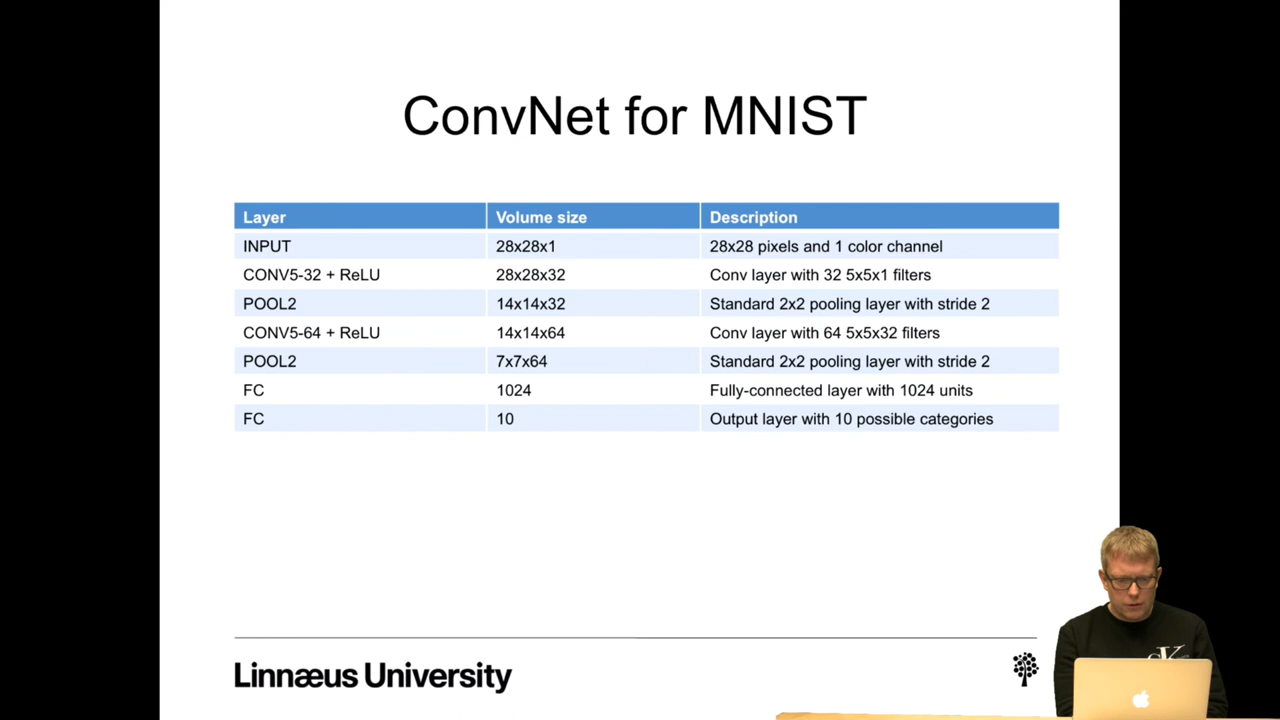 ConvNet for MNIST
Layer Volume size Description
INPUT 28x28x1 28x28 pixels and 1 color channel
CONV5-32 + ReLU 28x28x32 Conv layer with 32 5x5x1 filters
POOL2 14x14x32 Standard 2x2 pooling layer with stride 2
CONV5-64 + ReLU 14x14x64 Conv layer with 64 5x5x32 filters
POOL2 7x7x64 Standard 2x2 pooling layer with stride 2
FC 1024 Fully-connected layer with 1024 units
FC 10 Output layer with 10 possible categories
Linnæus University